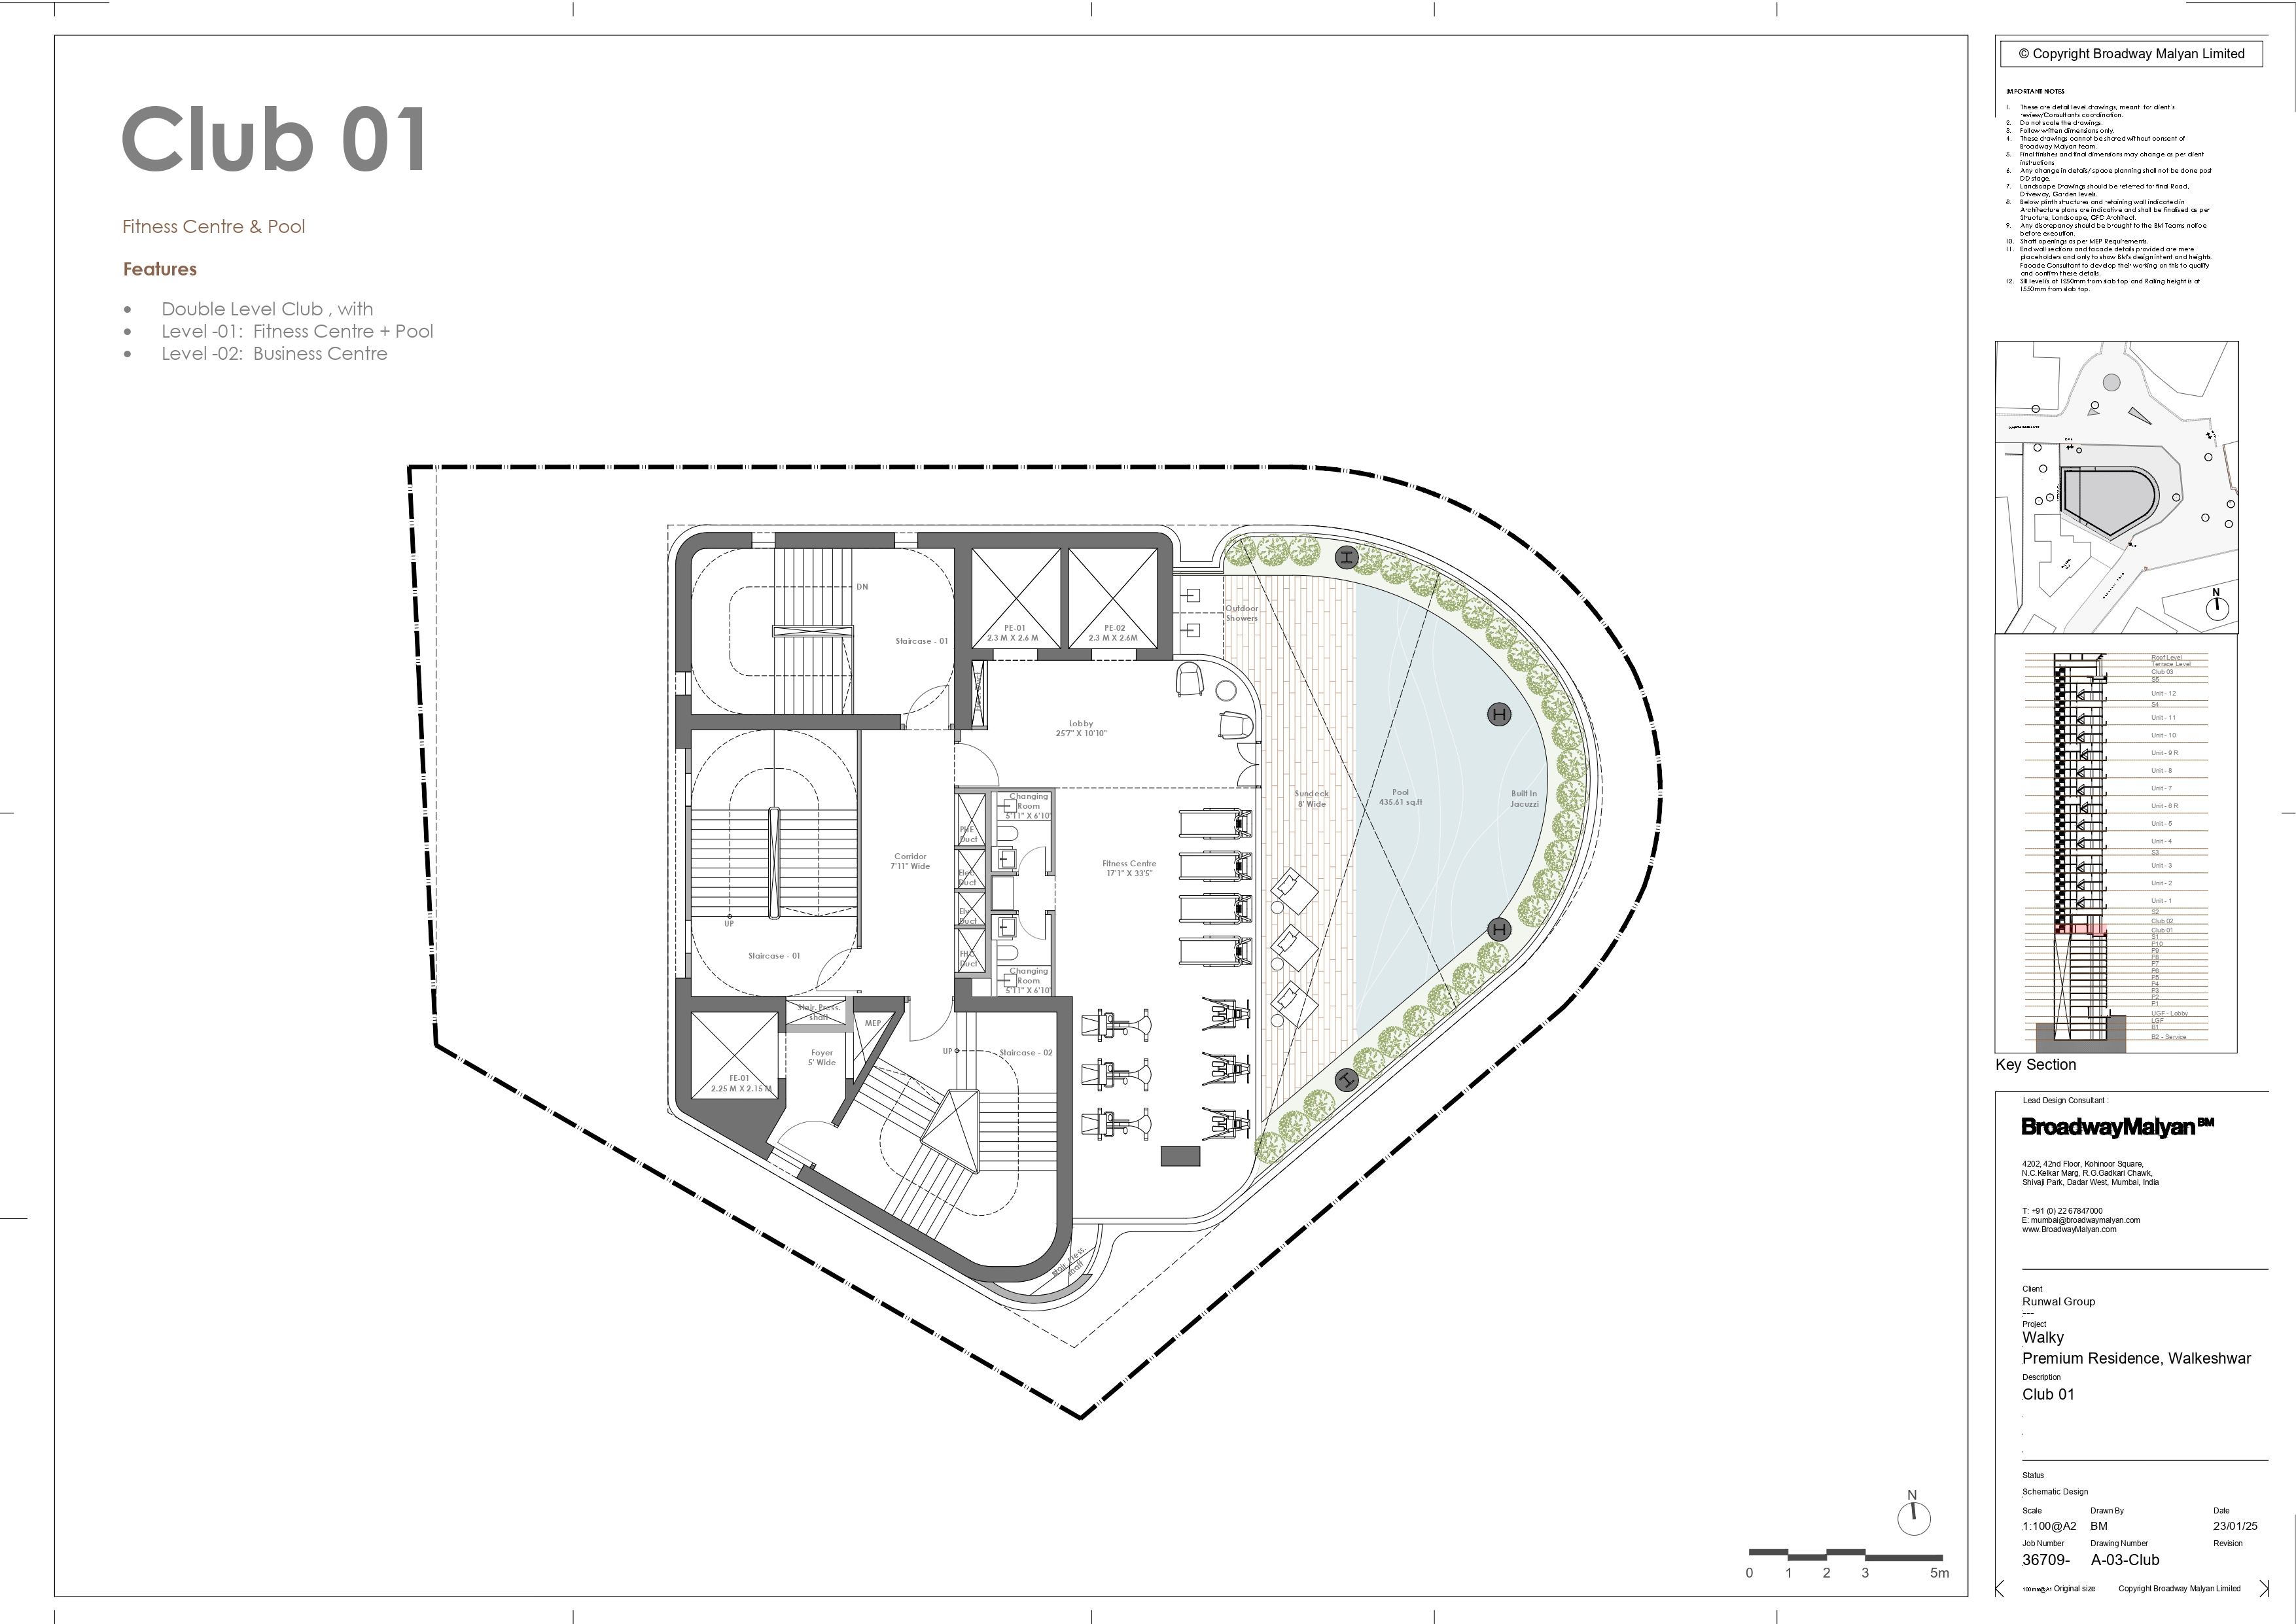 Club 01
Fitness Centre & Pool
Features
• Double Level Club , with
• Level -01: Fitness Centre + Pool
• Level -02: Business Centre
DN
Staircase - 01
PE-01
2.3 M X 2.6 M
PE-02
2.3 M X 2.6M
Outdoor
Showers
Lobby
25'7" X 10'10"
Changing
Room
5'11" X 6'10"
Duct
Corridor
7'11" Wide
Elec
Duct
Duct
Duct
Fitness Centre
17'1" X 33'5"
Sundeck
8' Wide
Pool
435.61 sq.ft
Built In
Jacuzzi
UP
Staircase - 01
Changing
Room
5'11" X 6'10"
Stair. Press.
shaft
MEP
Foyer
5' Wide
UP
Staircase - 02
FE-01
2.25 M X 2.15 M
Stair. Press.
shaft
N
0 1 2 3 5m
© Copyright Broadway Malyan Limited
IMPORTANT NOTES
1. These are detail level drawings, meant for client's
review/Consultants coordination.
2. Do not scale the drawings.
3. Follow written dimensions only.
4. These drawings cannot be shared without consent of
Broadway Malyan team.
5. Final finishes and final dimensions may change as per client
instructions
6. Any change in details/ space planning shall not be done post
DD stage.
7. Landscape Drawings should be referred for final Road,
Driveway, Garden levels.
8. Below plinth structures and retaining wall indicated in
Architecture plans are indicative and shall be finalised as per
Structure, Landscape, GFC Architect.
9. Any discrepancy should be brought to the BM Teams notice
before execution.
10. Shaft openings as per MEP Requirements.
11. End wall sections and facade details provided are mere
placeholders and only to show BM's design intent and heights.
Facade Consultant to develop their working on this to qualify
and confirm these details.
12. Sill level is at 1250mm from slab top and Railing height is at
1550mm from slab top.
N
Roof Level
Terrace Level
Club 03
S5
Unit - 12
S4
Unit - 11
Unit - 10
Unit - 9 R
Unit - 8
Unit - 7
Unit - 6 R
Unit - 5
Unit - 4
S3
Unit - 3
Unit - 2
Unit - 1
S2
Club 02
Club 01
S1
P10
P9
P8
P7
P6
P5
P4
P3
P2
P1
UGF - Lobby
LGF
B1
B2 - Service
Key Section
Lead Design Consultant :
BroadwayMalyan BM
4202, 42nd Floor, Kohinoor Square,
N.C.Kelkar Marg, R.G.Gadkari Chawk,
Shivaji Park, Dadar West, Mumbai, India
T: +91 (0) 22 67847000
E: mumbai@broadwaymalyan.com
www.BroadwayMalyan.com
Client
Runwal Group
---
Project
Walky
Premium Residence, Walkeshwar
Description
Club 01
Status
Schematic Design
Scale Drawn By Date
1:100@A2 BM 23/01/25
Job Number Drawing Number Revision
36709- A-03-Club
100mm@A1 Original size Copyright Broadway Malyan Limited